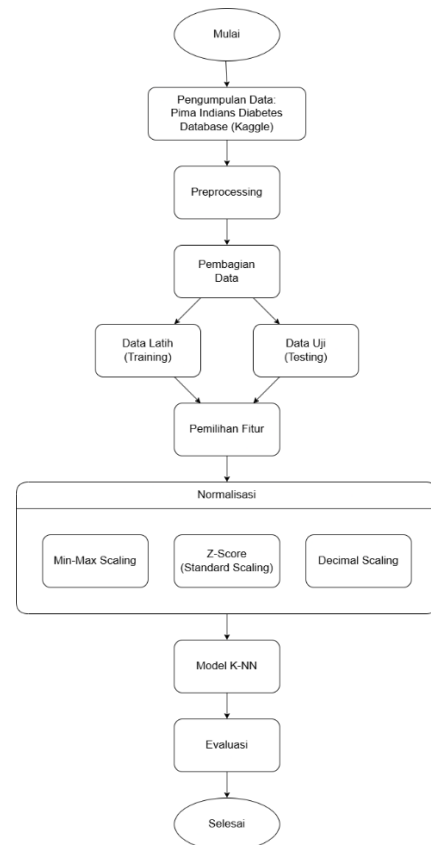 Mulai
Pengumpulan Data:
Pima Indians Diabetes
Database (Kaggle)
Preprocessing
Pembagian
Data
Data Latih
(Training)
Data Uji
(Testing)
Pemilihan Fitur
Normalisasi
Min-Max Scaling
Z-Score
(Standard Scaling)
Decimal Scaling
Model K-NN
Evaluasi
Selesai